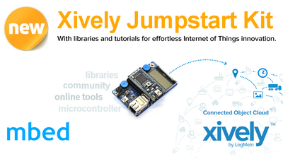 new
Xively Jumpstart Kit
With libraries and tutorials for effortless Internet of Things innovation.
libraries
community
online tools
microcontroller
Connected Object Cloud
mbed
xively™
by LogMeIn